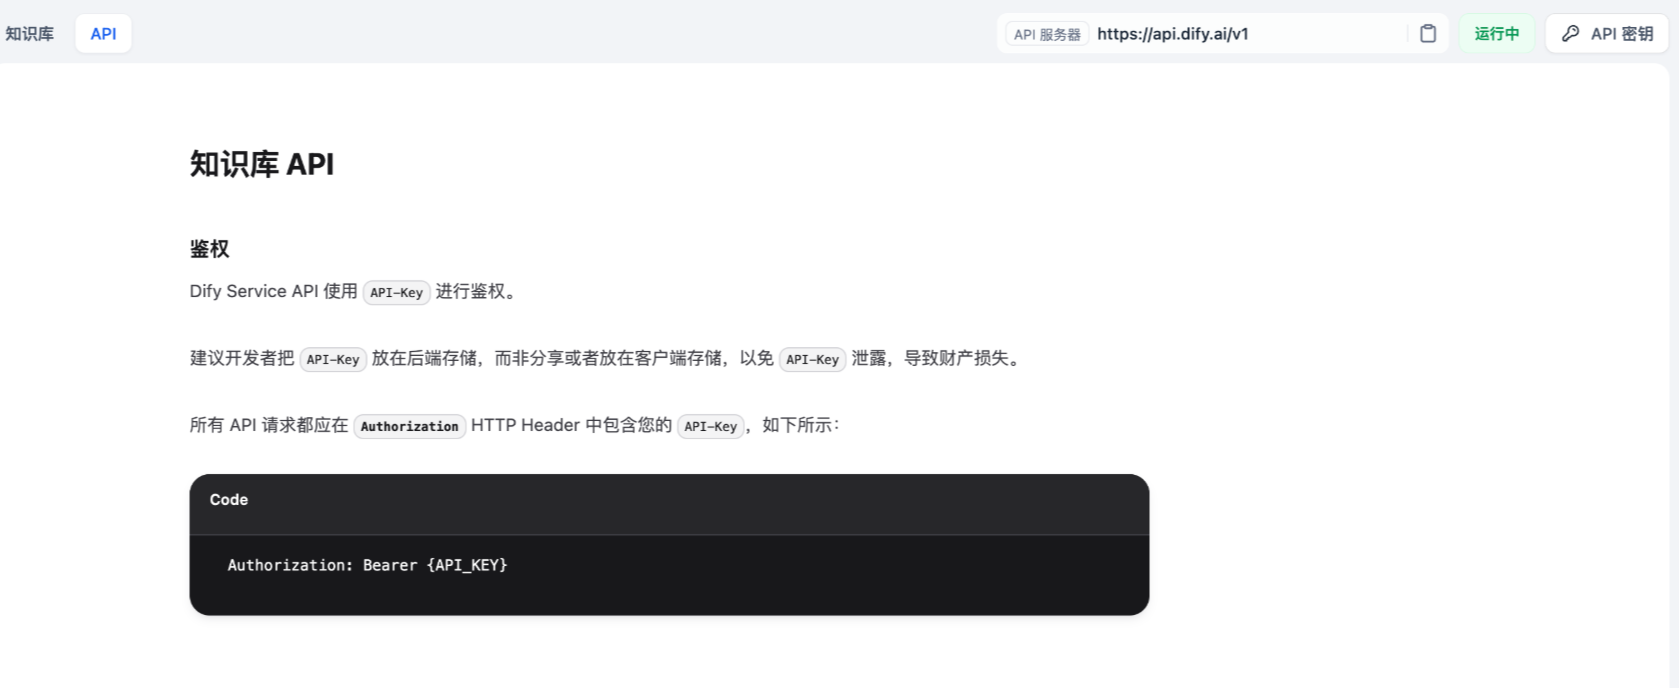 知识库 API API 服务器 https://api.dify.ai/v1 运行中 API 密钥
知识库 API
鉴权
Dify Service API 使用 API-Key 进行鉴权。
建议开发者把 API-Key 放在后端存储，而非分享或者放在客户端存储，以免 API-Key 泄露，导致财产损失。
所有 API 请求都应在 Authorization HTTP Header 中包含您的 API-Key，如下所示：
Code
Authorization: Bearer {API_KEY}